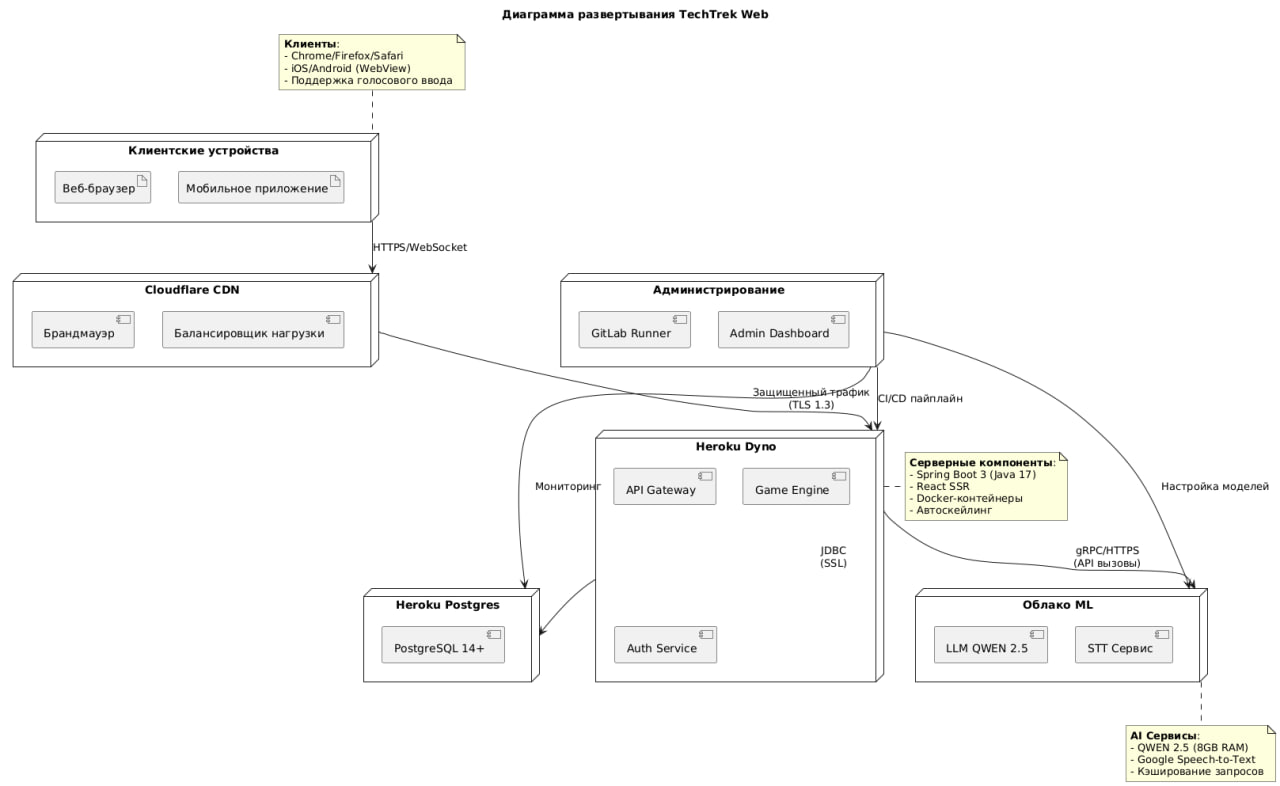 Диаграмма развертывания TechTrek Web
Клиенты:
- Chrome/Firefox/Safari
- iOS/Android (WebView)
- Поддержка голосового ввода
Клиентские устройства
Веб-браузер
Мобильное приложение
HTTPS/WebSocket
Cloudflare CDN
Брандмауэр
Балансировщик нагрузки
Администрирование
GitLab Runner
Admin Dashboard
Защищенный трафик
(TLS 1.3)
CI/CD пайплайн
Heroku Dyno
API Gateway
Game Engine
Серверные компоненты:
- Spring Boot 3 (Java 17)
- React SSR
- Docker-контейнеры
- Автоскейлинг
Мониторинг
Настройка моделей
JDBC
(SSL)
gRPC/HTTPS
(API вызовы)
Heroku Postgres
PostgreSQL 14+
Auth Service
Облако ML
LLM QWEN 2.5
STT Сервис
AI Сервисы:
- QWEN 2.5 (8GB RAM)
- Google Speech-to-Text
- Кэширование запросов